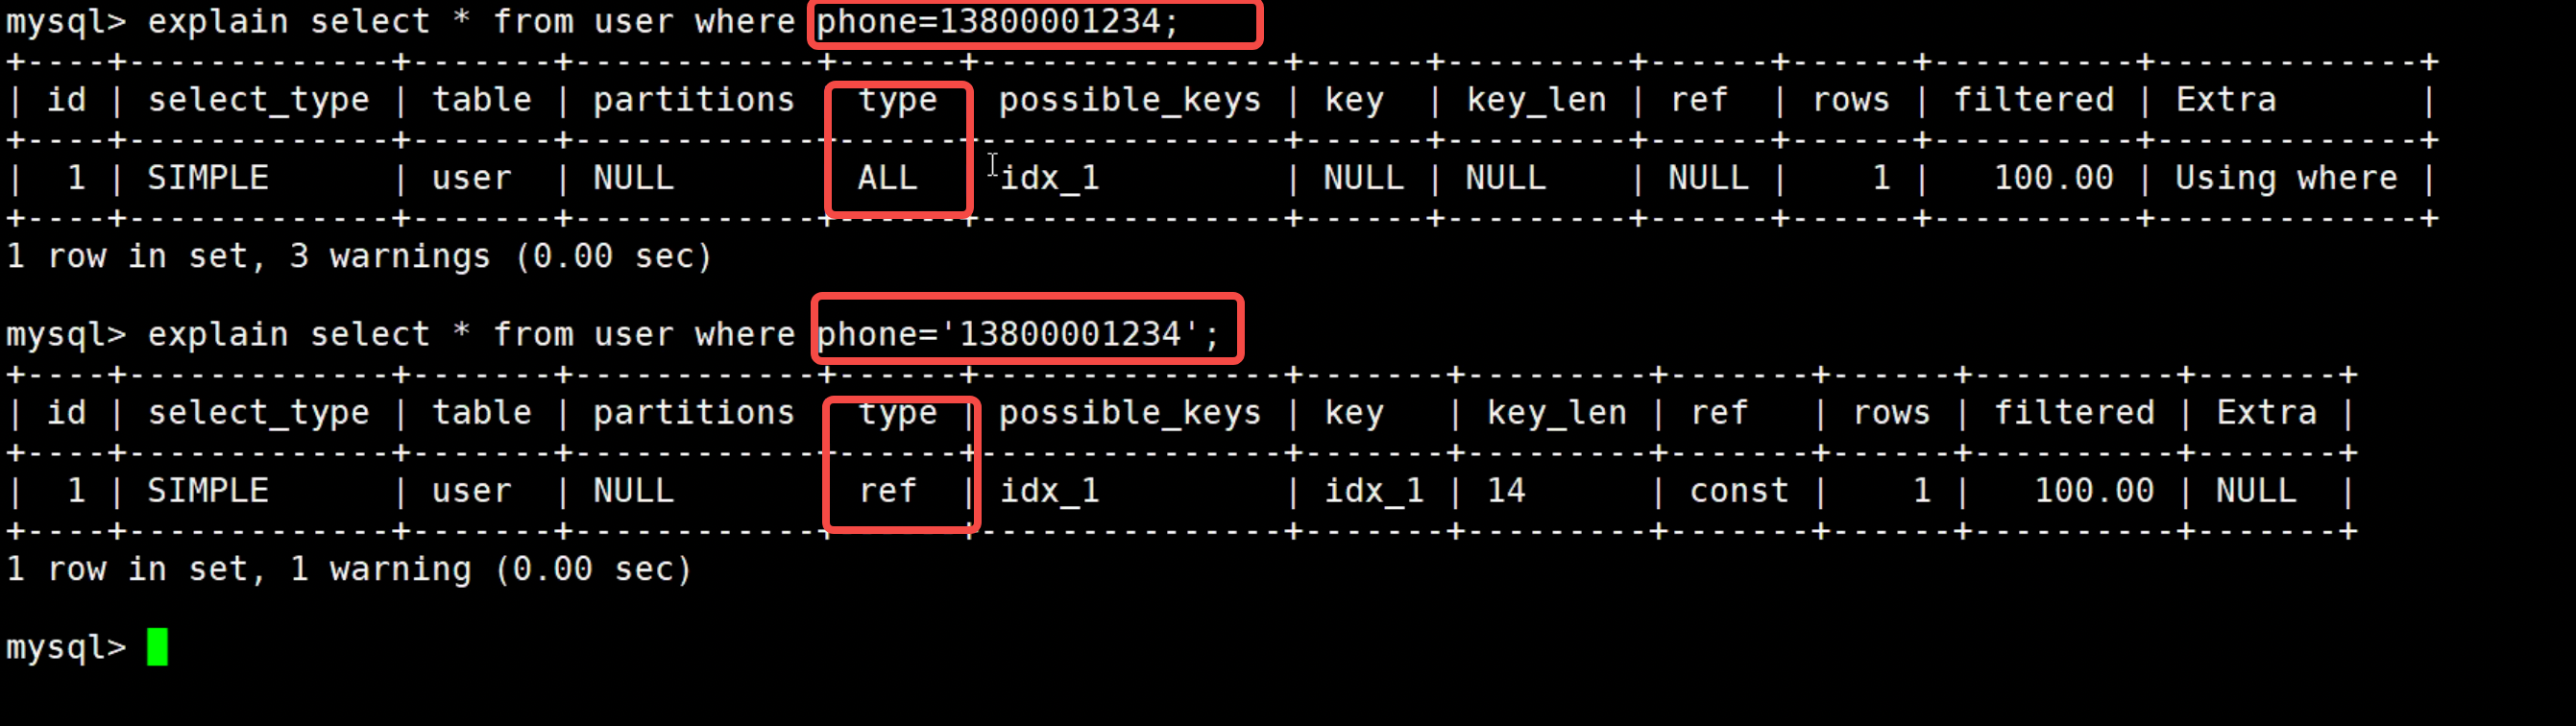 mysql> explain select * from user where phone=13800001234;
+----+-------------+-------+------------+------+---------------+------+---------+------+------+----------+-------------+
| id | select_type | table | partitions type possible_keys | key | key_len | ref | rows | filtered | Extra |
+----+-------------+-------+------------+------+---------------+------+---------+------+------+----------+-------------+
| 1 | SIMPLE | user | NULL ALL idx_1 | NULL | NULL | NULL | 1 | 100.00 | Using where |
+----+-------------+-------+------------+------+---------------+------+---------+------+------+----------+-------------+
1 row in set, 3 warnings (0.00 sec)
mysql> explain select * from user where phone='13800001234';
+----+-------------+-------+------------+------+---------------+-------+---------+-------+------+----------+-------+
| id | select_type | table | partitions type | possible_keys | key | key_len | ref | rows | filtered | Extra |
+----+-------------+-------+------------+------+---------------+-------+---------+-------+------+----------+-------+
| 1 | SIMPLE | user | NULL ref | idx_1 | idx_1 | 14 | const | 1 | 100.00 | NULL |
+----+-------------+-------+------------+------+---------------+-------+---------+-------+------+----------+-------+
1 row in set, 1 warning (0.00 sec)
mysql>